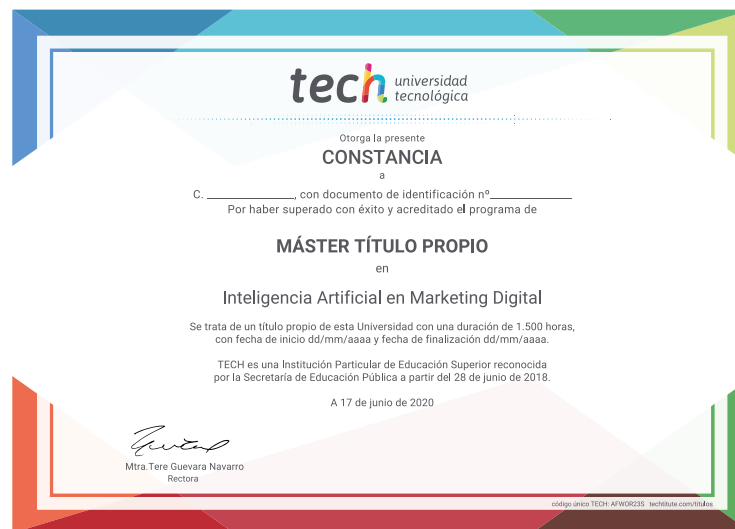 tech universidad
tecnológica
Otorga la presente
CONSTANCIA
a
C. ________________, con documento de identificación nº______________
Por haber superado con éxito y acreditado el programa de
MÁSTER TÍTULO PROPIO
en
Inteligencia Artificial en Marketing Digital
Se trata de un título propio de esta Universidad con una duración de 1.500 horas,
con fecha de inicio dd/mm/aaaa y fecha de finalización dd/mm/aaaa.
TECH es una Institución Particular de Educación Superior reconocida
por la Secretaría de Educación Pública a partir del 28 de junio de 2018.
A 17 de junio de 2020
Mtra.Tere Guevara Navarro
Rectora
código único TECH: AFWOR23S techtitute.com/titulos